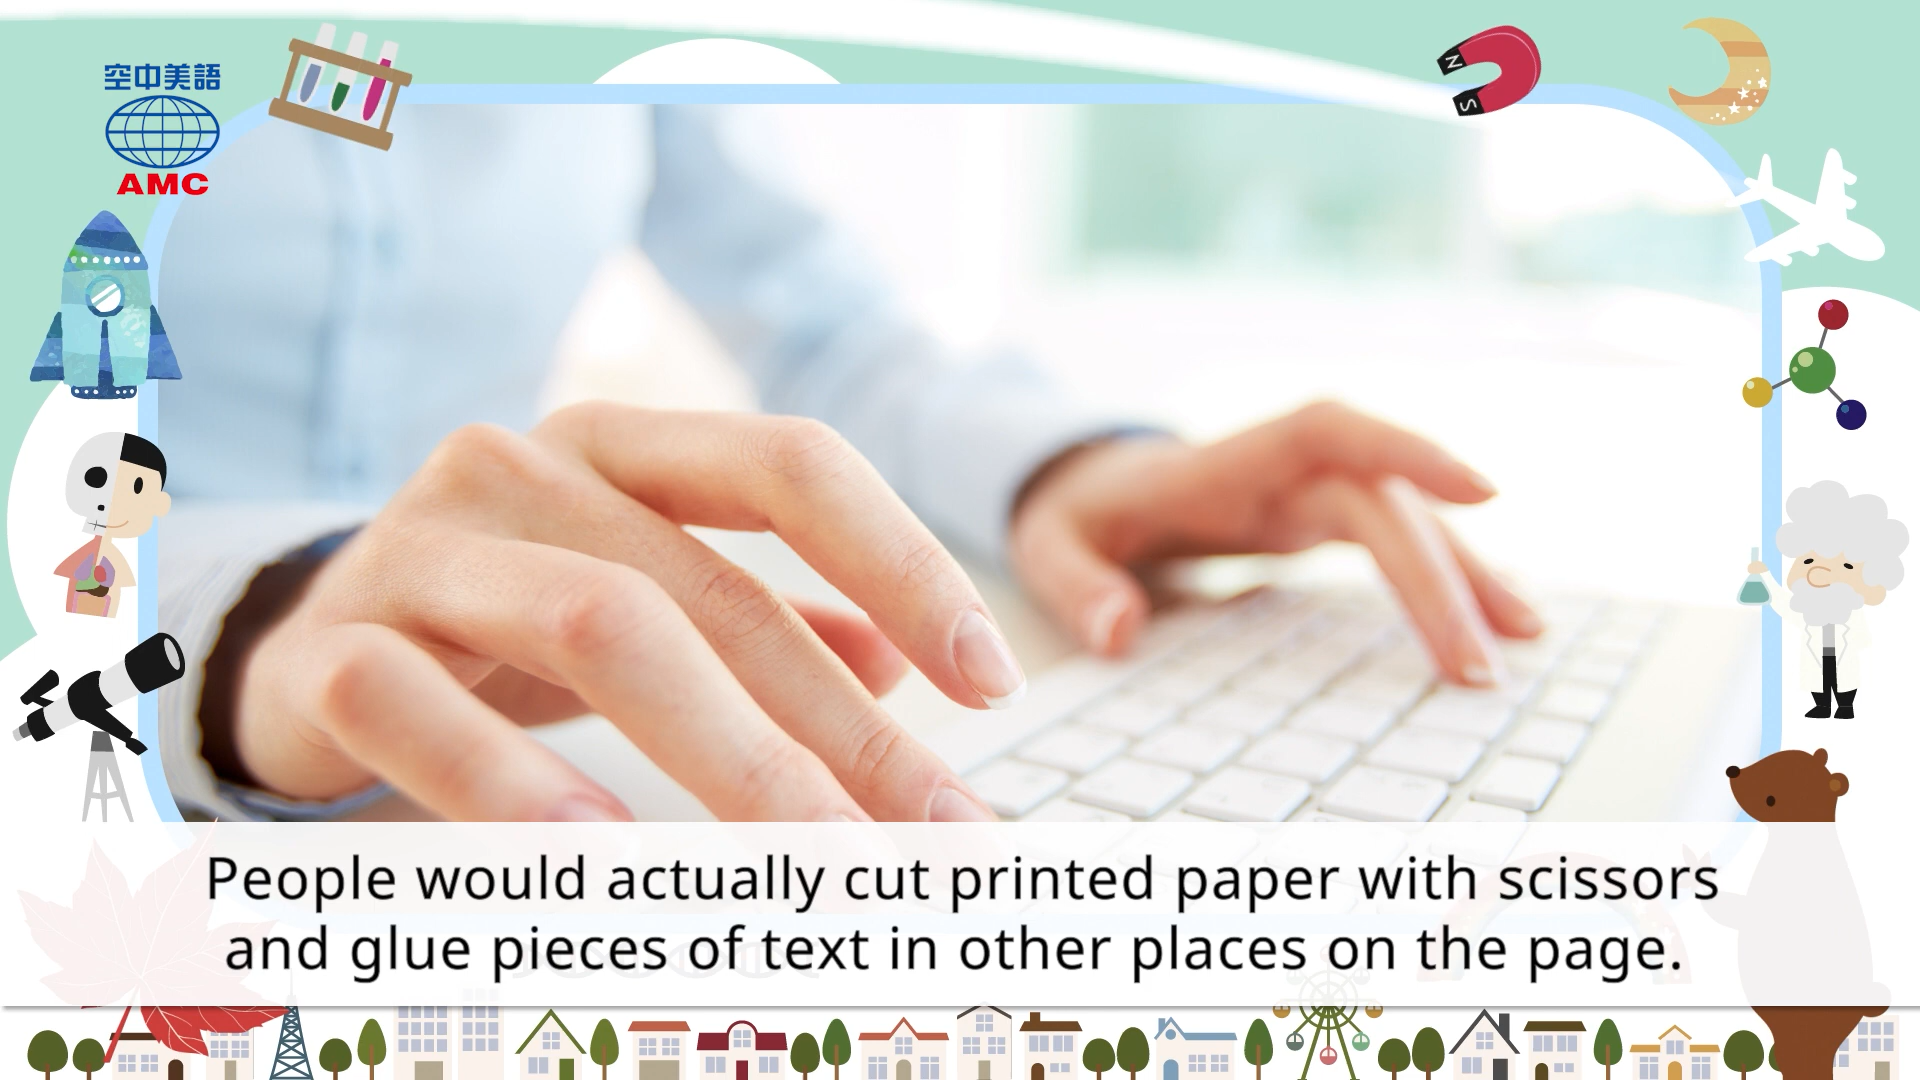 空中美語
AMC
N
S
People would actually cut printed paper with scissors
and glue pieces of text in other places on the page.